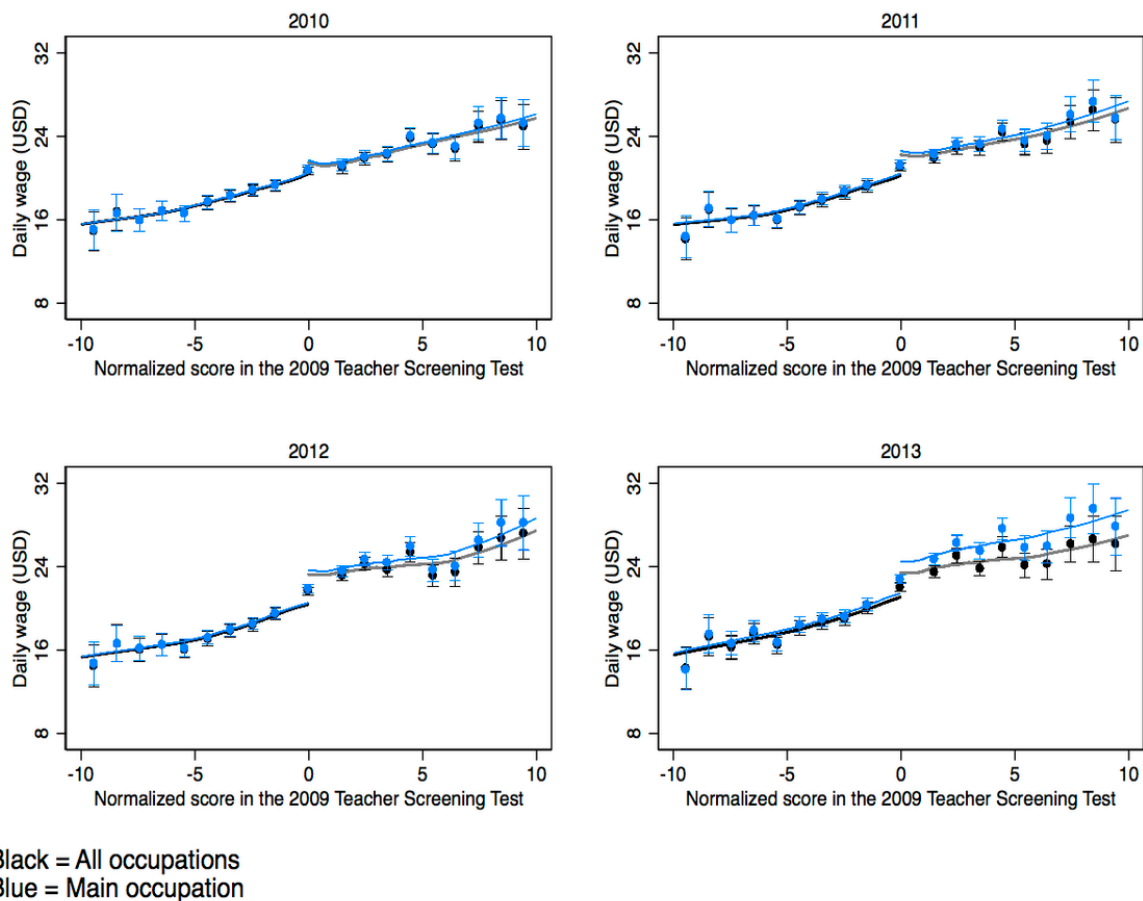 2010
2011
Daily wage (USD)
32
24
16
8
-10 -5 0 5 10
Normalized score in the 2009 Teacher Screening Test
Daily wage (USD)
32
24
16
8
-10 -5 0 5 10
Normalized score in the 2009 Teacher Screening Test
2012
2013
Daily wage (USD)
32
24
16
8
-10 -5 0 5 10
Normalized score in the 2009 Teacher Screening Test
Daily wage (USD)
32
24
16
8
-10 -5 0 5 10
Normalized score in the 2009 Teacher Screening Test
Black = All occupations
Blue = Main occupation